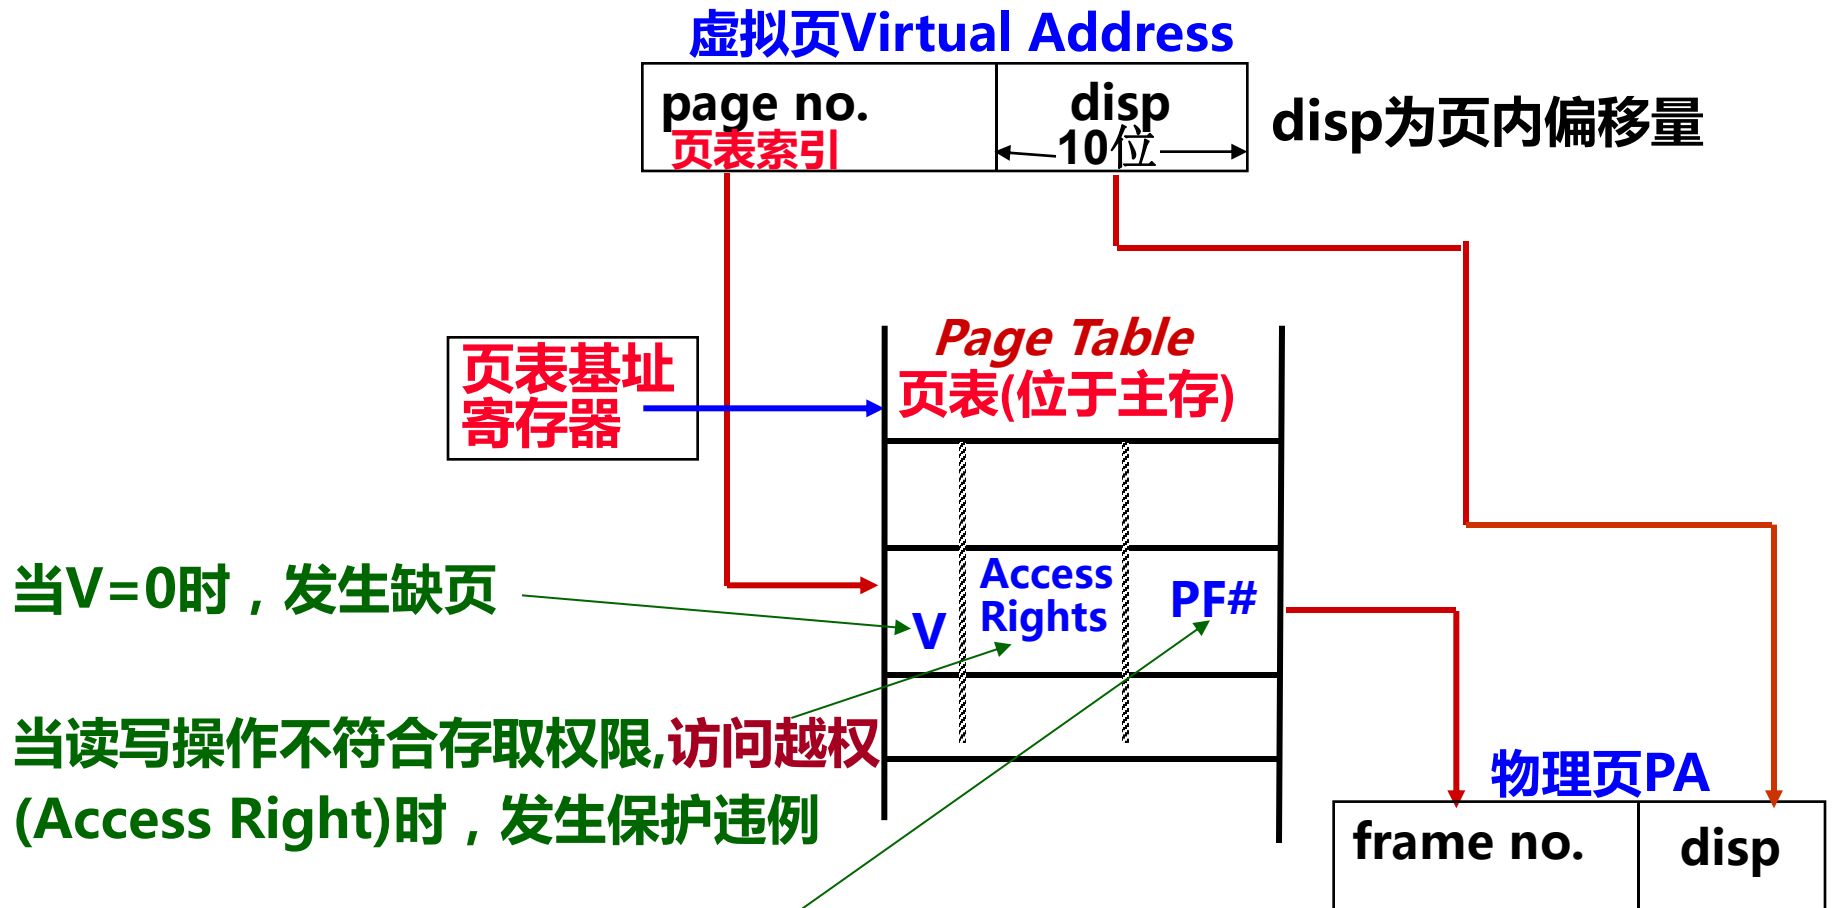 虚拟页Virtual Address
page no.
页表索引
disp
10位
disp为页内偏移量
页表基址
寄存器
Page Table
页表(位于主存)
当V=0时，发生缺页
V
Access
Rights
PF#
当读写操作不符合存取权限,访问越权
(Access Right)时，发生保护违例
物理页PA
frame no.
disp